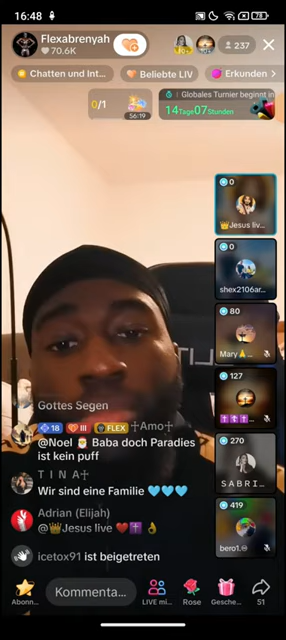 16:48
78
Flexabrenyah
70.6K
237
Chatten und Int...
Beliebte LIV
Erkunden >
0/1
56:19
Globales Turnier beginnt in
14Tage07Stunden
0
👑Jesus liv...
0
shex2106ar...
80
Mary🙏...
127
✝️✝️✝️...
270
SABRI...
419
bero1.♾...
Gottes Segen
18 III FLEX ♱Amo♱
@Noel 🎅 Baba doch Paradies
ist kein puff
T I N A♱
Wir sind eine Familie 🩵🩵🩵
Adrian (Elijah)
@👑Jesus live ❤️✝️👌
icetox91 ist beigetreten
Abonn...
Kommenta...
LIVE mi...
Rose
Gesche...
51